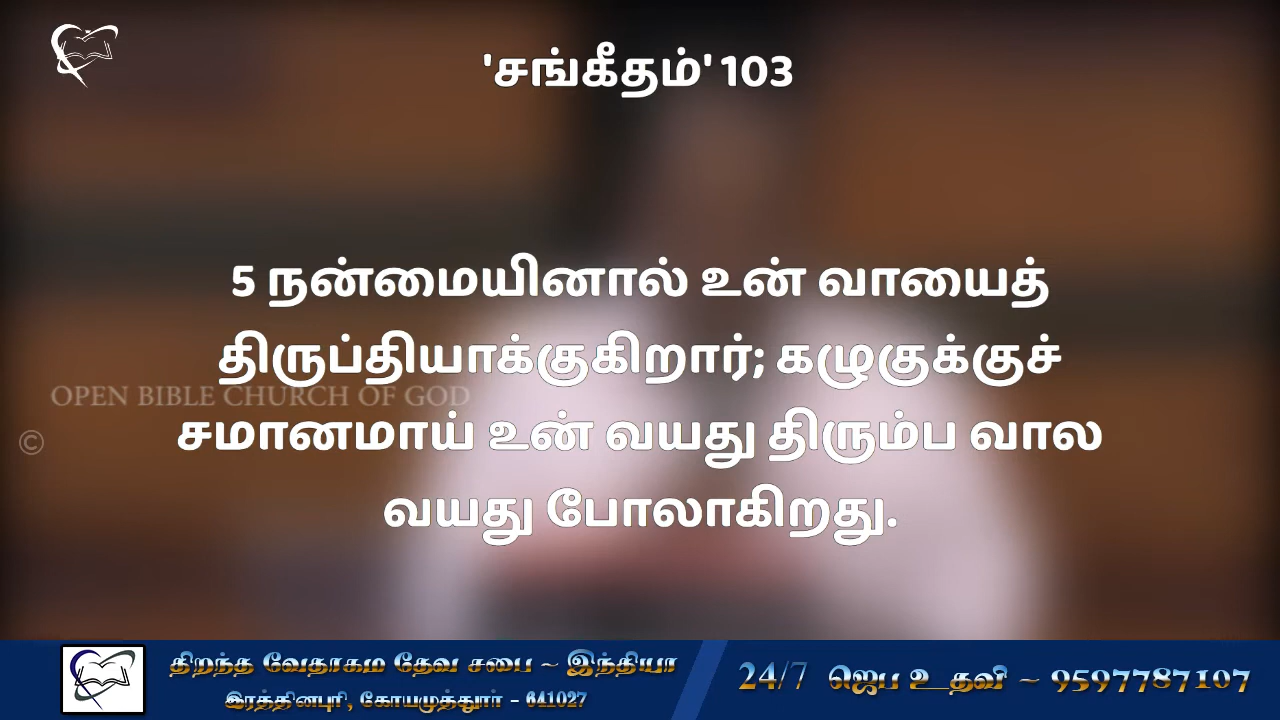 'சங்கீதம்' 103
5 நன்மையினால் உன் வாயைத்
திருப்தியாக்குகிறார்; கழுகுக்குச்
சமானமாய் உன் வயது திரும்ப வால
வயது போலாகிறது.
OPEN BIBLE CHURCH OF GOD
©
திறந்த வேதாகம தேவ சபை ~ இந்தியா
இரத்தினபுரி, கோயமுத்தூர் - 641027
24/7 ஜெப உதவி ~ 9597787107